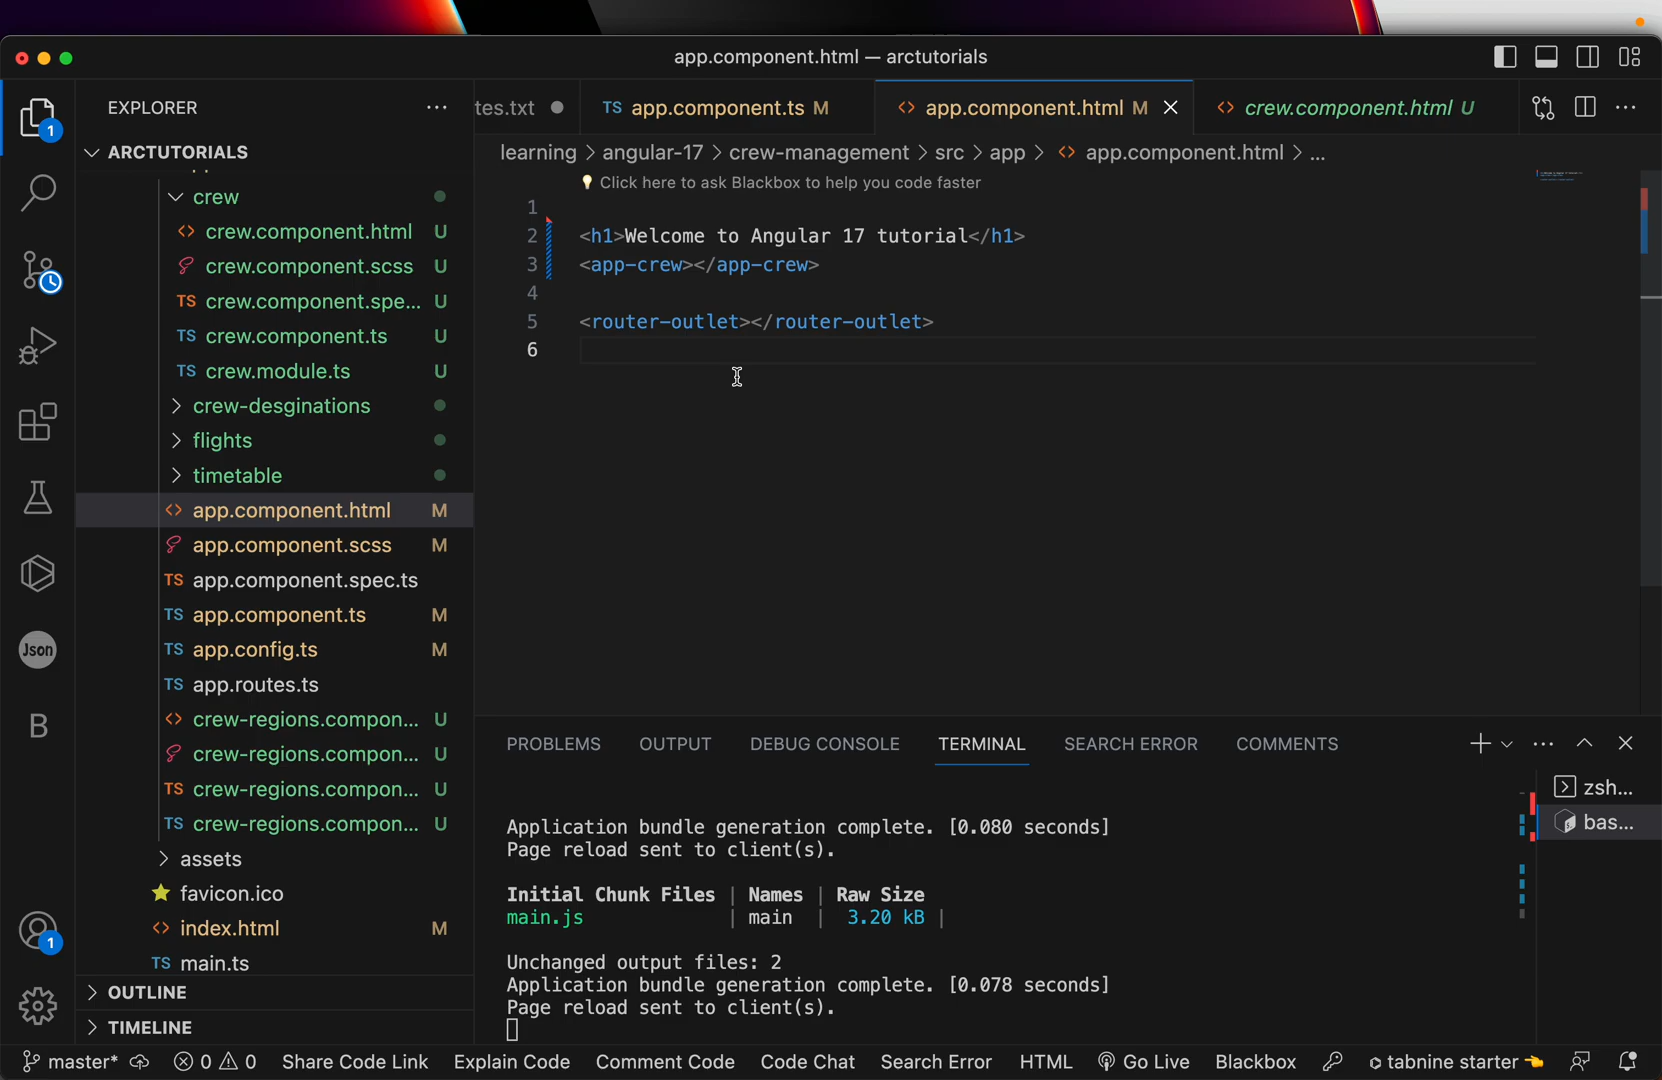 app.component.html — arctutorials
EXPLORER
ARCTUTORIALS
crew
crew.component.html U
crew.component.scss U
TS crew.component.spe... U
TS crew.component.ts U
TS crew.module.ts U
crew-desginations
flights
timetable
app.component.html M
app.component.scss M
TS app.component.spec.ts
TS app.component.ts M
TS app.config.ts M
TS app.routes.ts
crew-regions.compon... U
crew-regions.compon... U
TS crew-regions.compon... U
TS crew-regions.compon... U
assets
favicon.ico
index.html M
TS main.ts
OUTLINE
TIMELINE
1
1
Json
B
tes.txt
TS app.component.ts M
<> app.component.html M
<> crew.component.html U
learning > angular-17 > crew-management > src > app > <> app.component.html > ...
Click here to ask Blackbox to help you code faster
1
2 <h1>Welcome to Angular 17 tutorial</h1>
3 <app-crew></app-crew>
4
5 <router-outlet></router-outlet>
6
PROBLEMS OUTPUT DEBUG CONSOLE TERMINAL SEARCH ERROR COMMENTS
zsh...
bas...
Application bundle generation complete. [0.080 seconds]
Page reload sent to client(s).
Initial Chunk Files | Names | Raw Size
main.js | main | 3.20 kB |
Unchanged output files: 2
Application bundle generation complete. [0.078 seconds]
Page reload sent to client(s).
master* 0 0 Share Code Link Explain Code Comment Code Code Chat Search Error HTML Go Live Blackbox tabnine starter